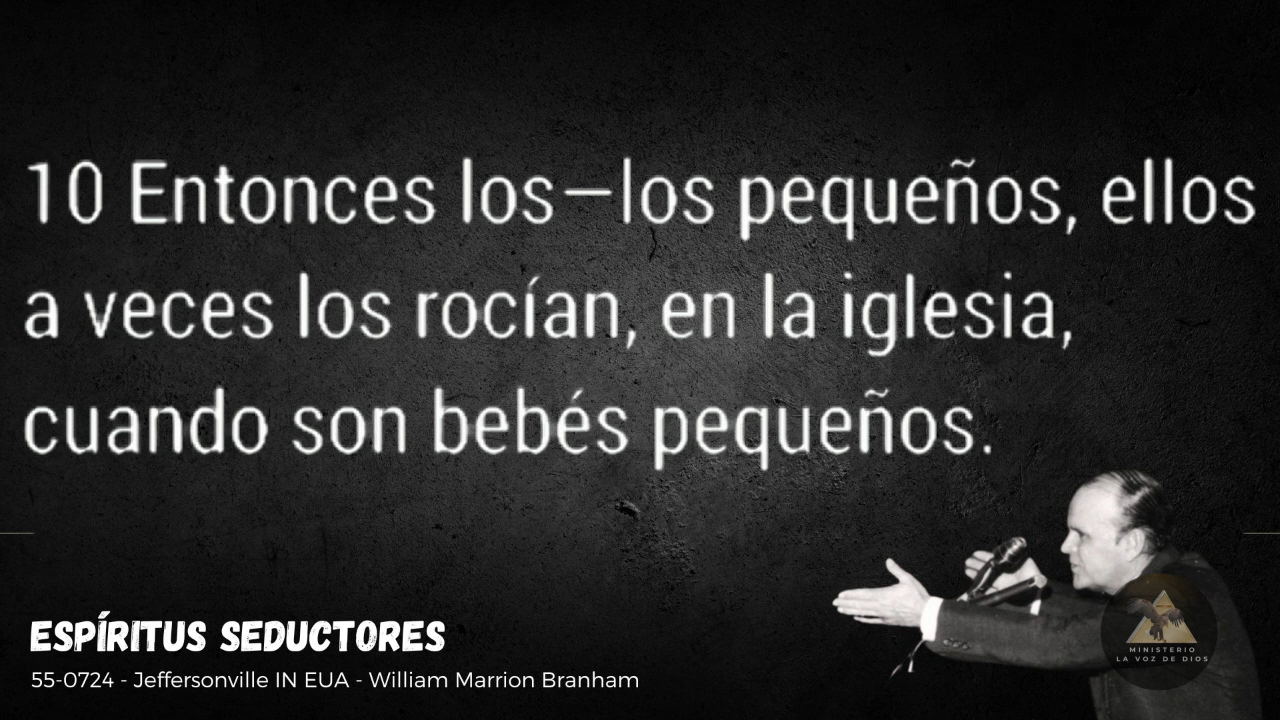 10 Entonces los–los pequeños, ellos
a veces los rocían, en la iglesia,
cuando son bebés pequeños.
ESPÍRITUS SEDUCTORES
55-0724 - Jeffersonville IN EUA - William Marrion Branham
MINISTERIO
LA VOZ DE DIOS